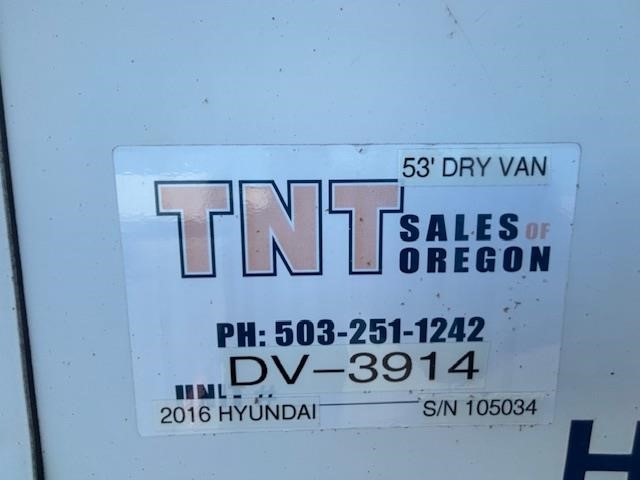 53' DRY VAN
TNT SALES OF
OREGON
PH: 503-251-1242
DV-3914
2016 HYUNDAI S/N 105034
H